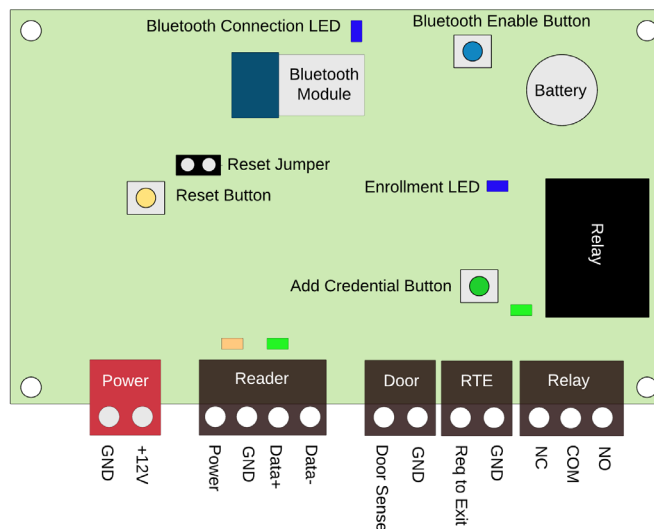 Bluetooth Connection LED
Bluetooth Enable Button
Bluetooth
Module
Battery
Reset Jumper
Reset Button
Enrollment LED
Relay
Add Credential Button
Power
Reader
Door
RTE
Relay
GND
+12V
Power
GND
Data+
Data-
Door Sense
GND
Req to Exit
GND
NC
COM
NO